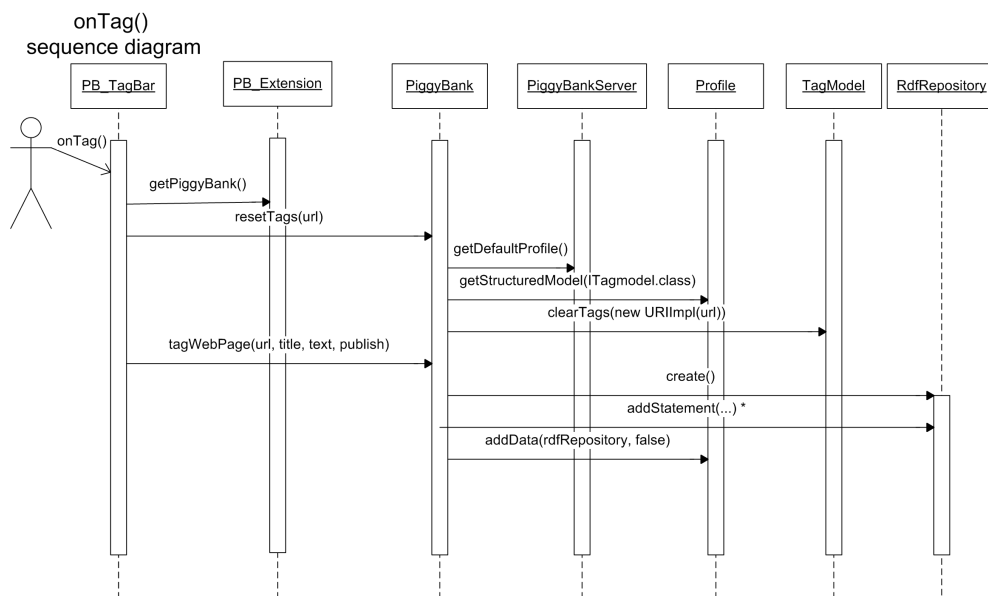 onTag()
sequence diagram
PB_TagBar
PB_Extension
PiggyBank
PiggyBankServer
Profile
TagModel
RdfRepository
onTag()
getPiggyBank()
resetTags(url)
getDefaultProfile()
getStructuredModel(ITagmodel.class)
clearTags(new URIImpl(url))
tagWebPage(url, title, text, publish)
create()
addStatement(...) *
addData(rdfRepository, false)